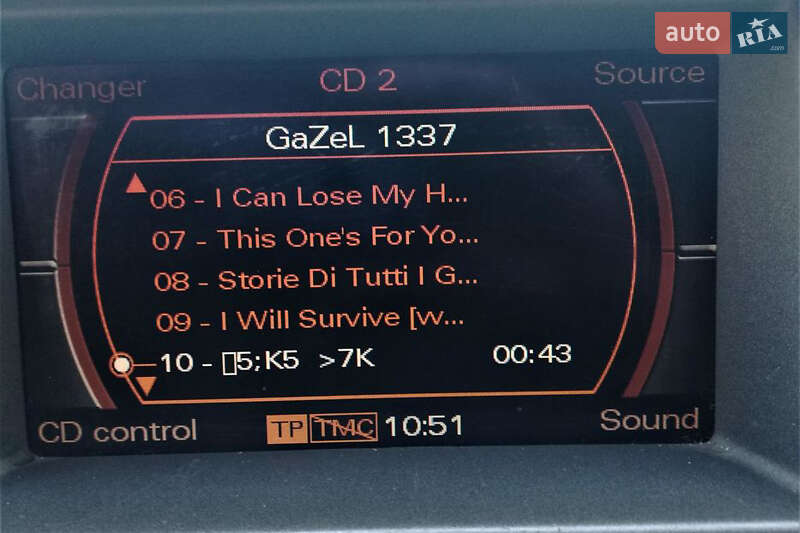 auto RIA .com
Changer CD 2 Source
GaZeL 1337
06 - I Can Lose My H...
07 - This One's For Yo...
08 - Storie Di Tutti I G...
09 - I Will Survive [w...
10 - ▯5;K5 >7K 00:43
CD control TP TMC 10:51 Sound